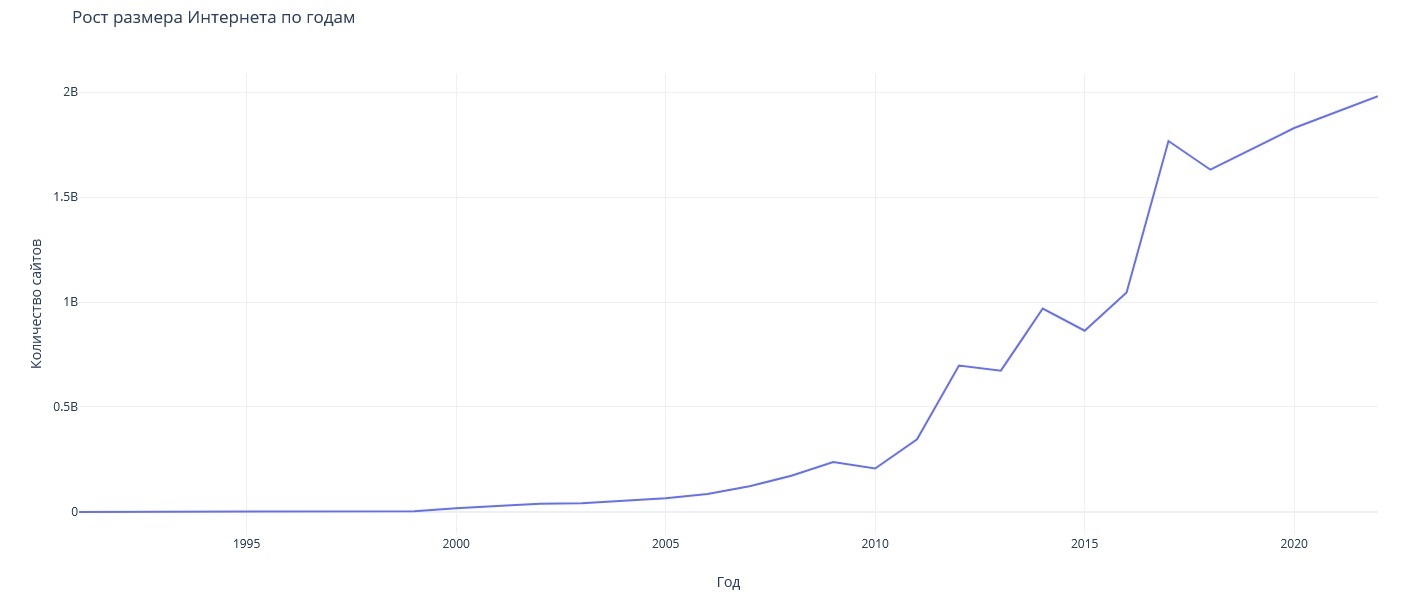 Рост размера Интернета по годам
2B
1.5B
1B
0.5B
0
Количество сайтов
1995
2000
2005
2010
2015
2020
Год